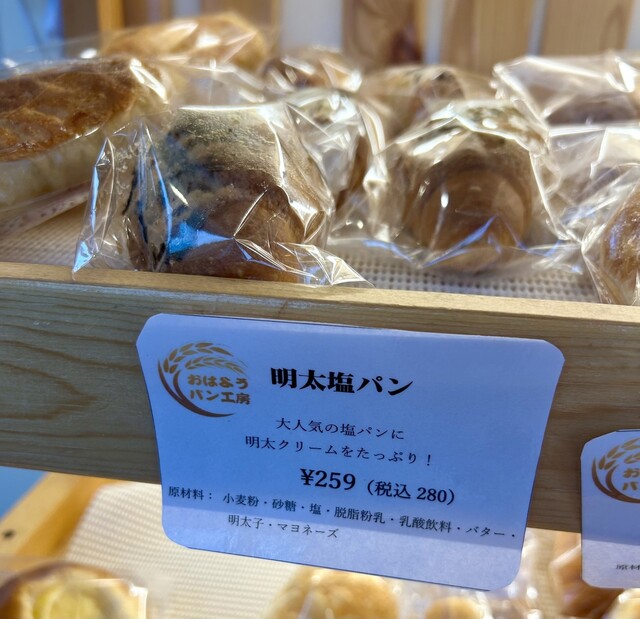 おはよう
パン工房
明太塩パン
大人気の塩パンに
明太クリームをたっぷり！
¥259（税込 280）
原材料： 小麦粉・砂糖・塩・脱脂粉乳・乳酸飲料・バター・
明太子・マヨネーズ